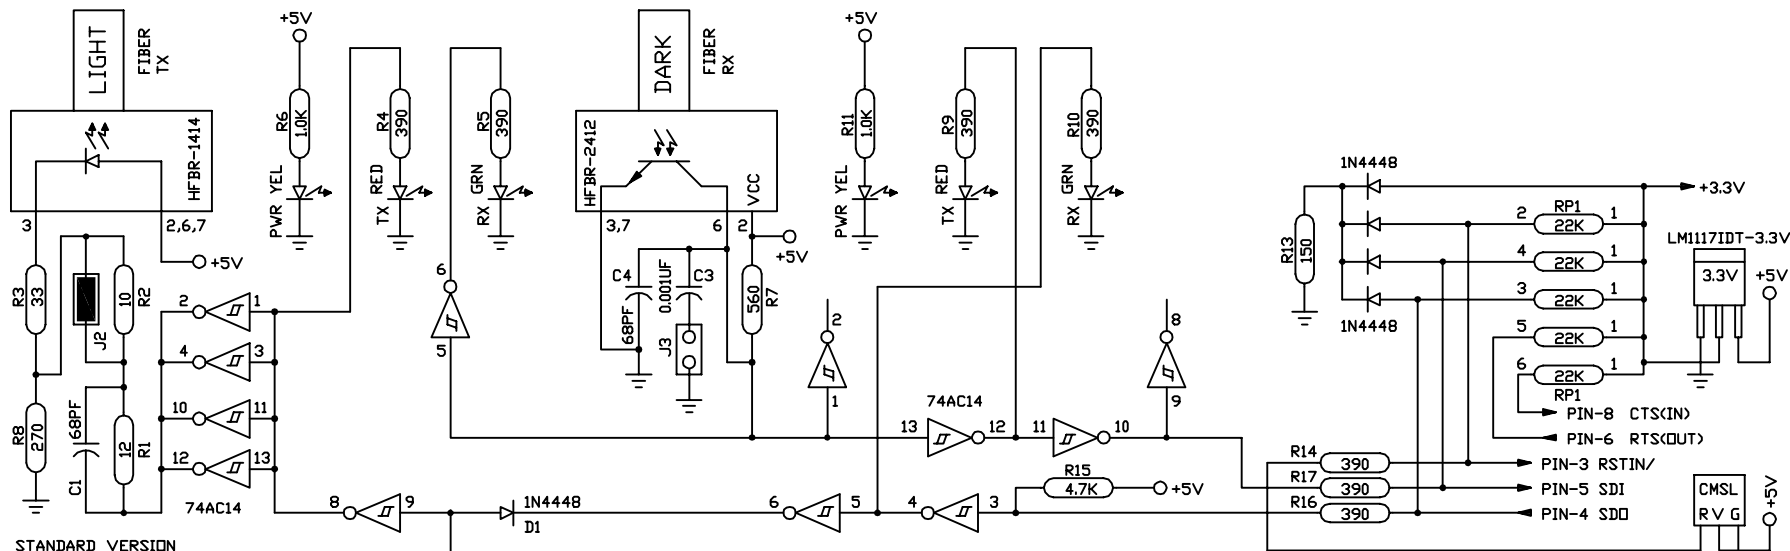 LIGHT
FIBER
TX
HFBR-1414
3
2,6,7
+5V
R3
33
J2
10
R2
R8
270
68PF
C1
12
R1
2
1
4
3
10
11
12
13
74AC14
STANDARD VERSION
+5V
R6
1.0K
PWR YEL
R4
390
TX RED
R5
390
RX GRN
6
5
8
9
1N4448
D1
DARK
FIBER
RX
HFBR-2412
VCC
3,7
6
2
+5V
C4
68PF
0.001UF
C3
J3
560
R7
2
1
+5V
R11
1.0K
PWR YEL
R9
390
TX RED
R10
390
RX GRN
74AC14
13
12
11
10
8
9
6
5
4
3
R15
4.7K
+5V
1N4448
R13
150
1N4448
+3.3V
RP1
2
22K
1
4
22K
1
3
22K
1
5
22K
1
6
22K
1
RP1
LM1117IDT-3.3V
3.3V
+5V
PIN-8 CTS(IN)
PIN-6 RTS(OUT)
R14
390
PIN-3 RSTIN/
R17
390
PIN-5 SDI
R16
390
PIN-4 SDO
CMSL
R V G
+5V